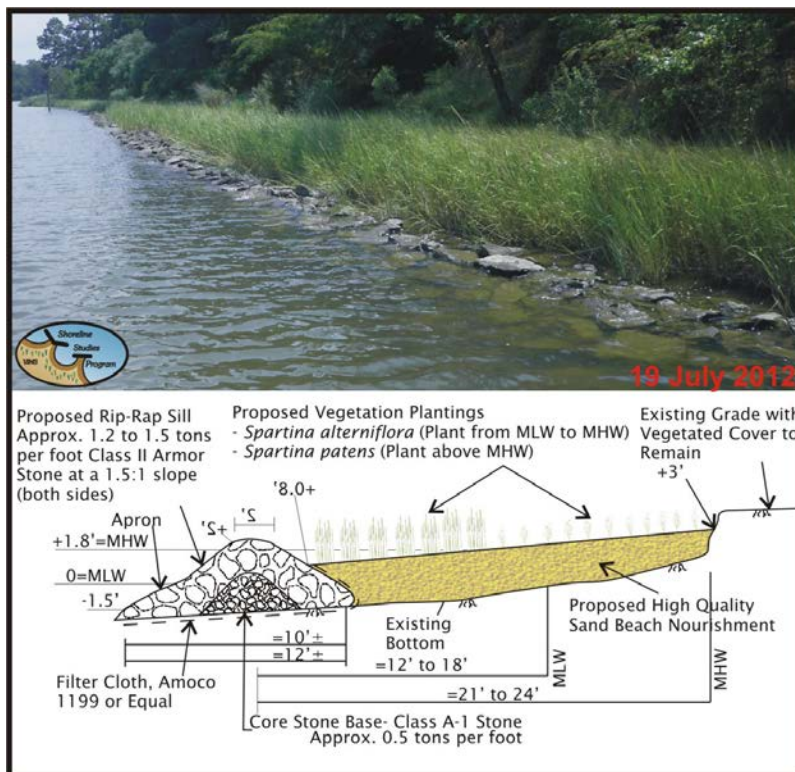 Shoreline
Studies
Program
VIMS
19 July 2012
Proposed Rip-Rap Sill
Approx. 1.2 to 1.5 tons
per foot Class II Armor
Stone at a 1.5:1 slope
(both sides)
Proposed Vegetation Plantings
- Spartina alterniflora (Plant from MLW to MHW)
- Spartina patens (Plant above MHW)
Existing Grade with
Vegetated Cover to
Remain
+3'
+0.8'
2'
+2'
Apron
+1.8'=MHW
0=MLW
-1.5'
Existing
Bottom
Proposed High Quality
Sand Beach Nourishment
=10'±
=12'±
=12' to 18'
MLW
=21' to 24'
MHW
Filter Cloth, Amoco
1199 or Equal
Core Stone Base- Class A-1 Stone
Approx. 0.5 tons per foot